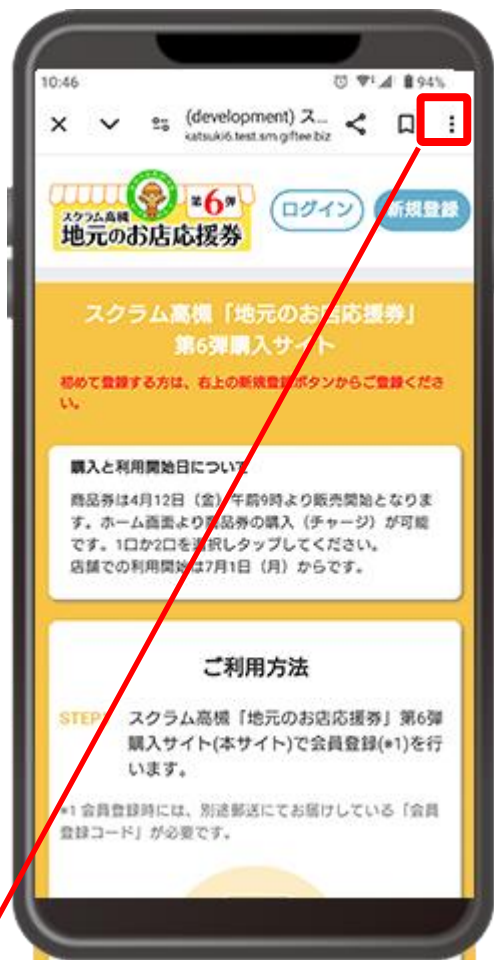 10:46
94%
(development) ス...
katsuki6.test.sm.giftee.biz
スクラム高槻
第6弾
地元のお店応援券
ログイン
新規登録
スクラム高槻「地元のお店応援券」
第6弾購入サイト
初めて登録する方は、右上の新規登録ボタンからご登録くださ
い。
購入と利用開始日について
商品券は4月12日（金）午前9時より販売開始となりま
す。ホーム画面より商品券の購入（チャージ）が可能
です。1口か2口を選択しタップしてください。
店舗での利用開始は7月1日（月）からです。
ご利用方法
STEP
スクラム高槻「地元のお店応援券」第6弾
購入サイト(本サイト)で会員登録(*1)を行
います。
*1 会員登録時には、別途郵送にてお届けしている「会員
登録コード」が必要です。